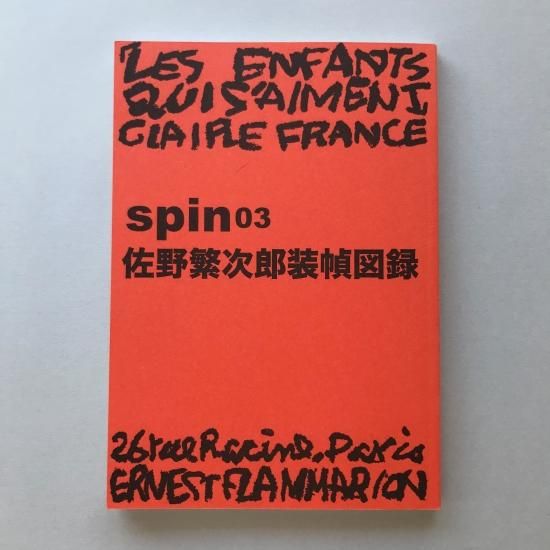 LES ENFANTS
QUI S'AIMENT
CLAIRE FRANCE
spin03
佐野繁次郎装幀図録
26 rue Racine, Paris
ERNEST FLAMMARION